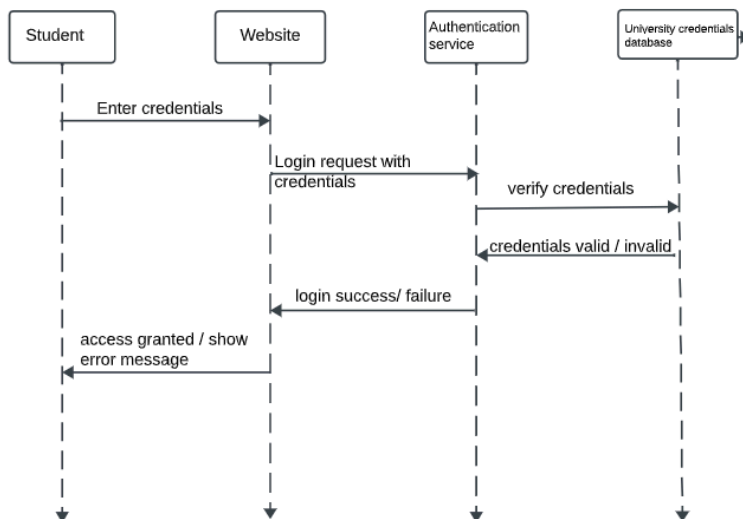 Student
Website
Authentication
service
University credentials
database
Enter credentials
Login request with
credentials
verify credentials
credentials valid / invalid
login success/ failure
access granted / show
error message